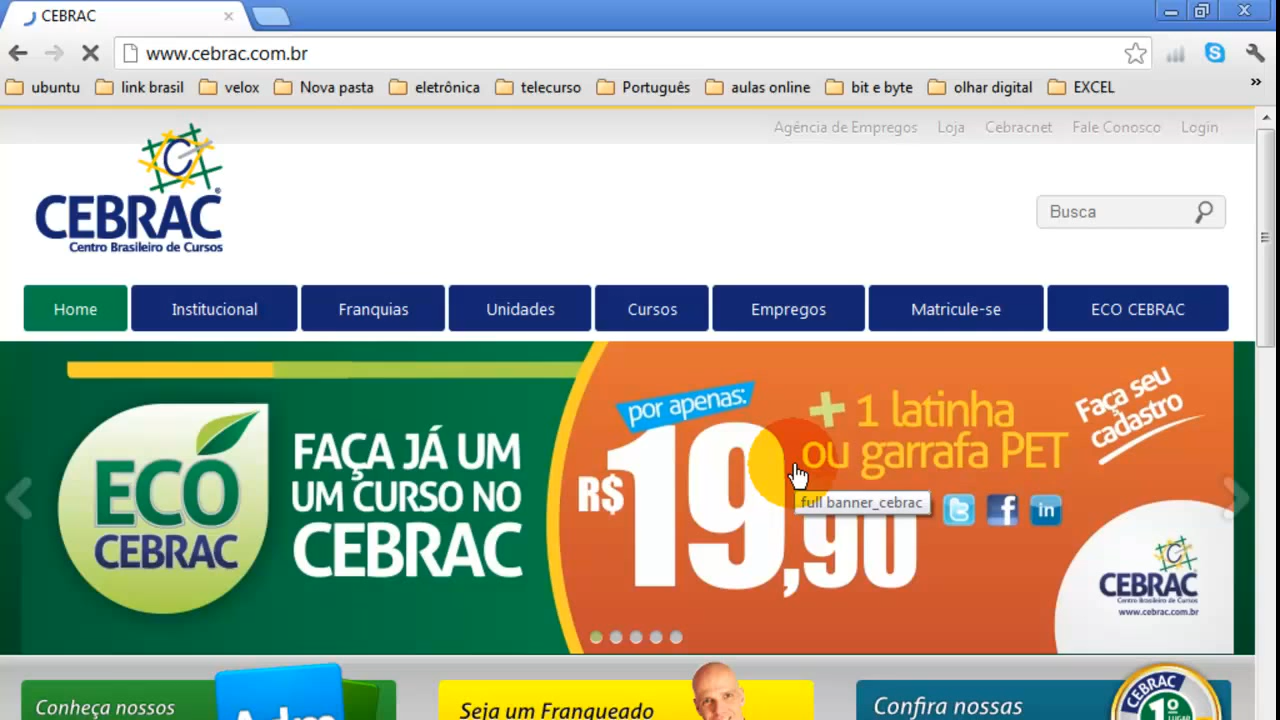 CEBRAC
www.cebrac.com.br
ubuntu link brasil velox Nova pasta eletrônica telecurso Português aulas online bit e byte olhar digital EXCEL
Agência de Empregos Loja Cebracnet Fale Conosco Login
C
CEBRAC
Centro Brasileiro de Cursos
Busca
Home Institucional Franquias Unidades Cursos Empregos Matricule-se ECO CEBRAC
ECO
CEBRAC
FAÇA JÁ UM
UM CURSO NO
CEBRAC
por apenas:
R$ 19,90
+ 1 latinha
ou garrafa PET
Faça seu
cadastro
full banner_cebrac
in
CEBRAC
Centro Brasileiro de Cursos
www.cebrac.com.br
Conheça nossos
Adm
Seja um Franqueado
Confira nossas
CEBRAC
1º
LUGAR